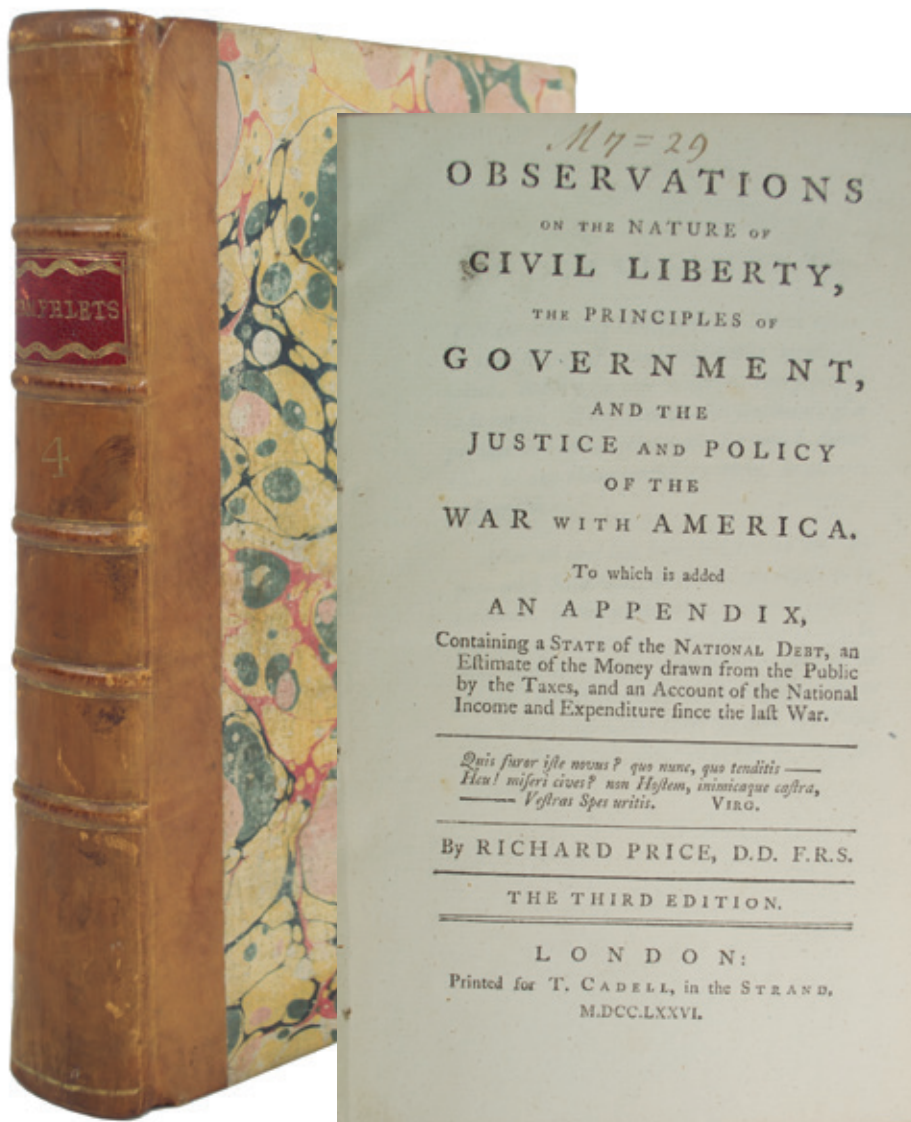 PAMPHLETS
4
M 7 = 29
OBSERVATIONS
ON THE NATURE OF
CIVIL LIBERTY,
THE PRINCIPLES OF
GOVERNMENT,
AND THE
JUSTICE AND POLICY
OF THE
WAR WITH AMERICA.
To which is added
AN APPENDIX,
Containing a STATE of the NATIONAL DEBT, an
Eſtimate of the Money drawn from the Public
by the Taxes, and an Account of the National
Income and Expenditure ſince the laſt War.
Quis furor iſte novus? quo nunc, quo tenditis ——
Heu! miſeri cives? non Hoſtem, inimicaque caſtra,
—— Veſtras Spes uritis. VIRG.
By RICHARD PRICE, D.D. F.R.S.
THE THIRD EDITION.
LONDON:
Printed for T. CADELL, in the STRAND,
M.DCC.LXXVI.